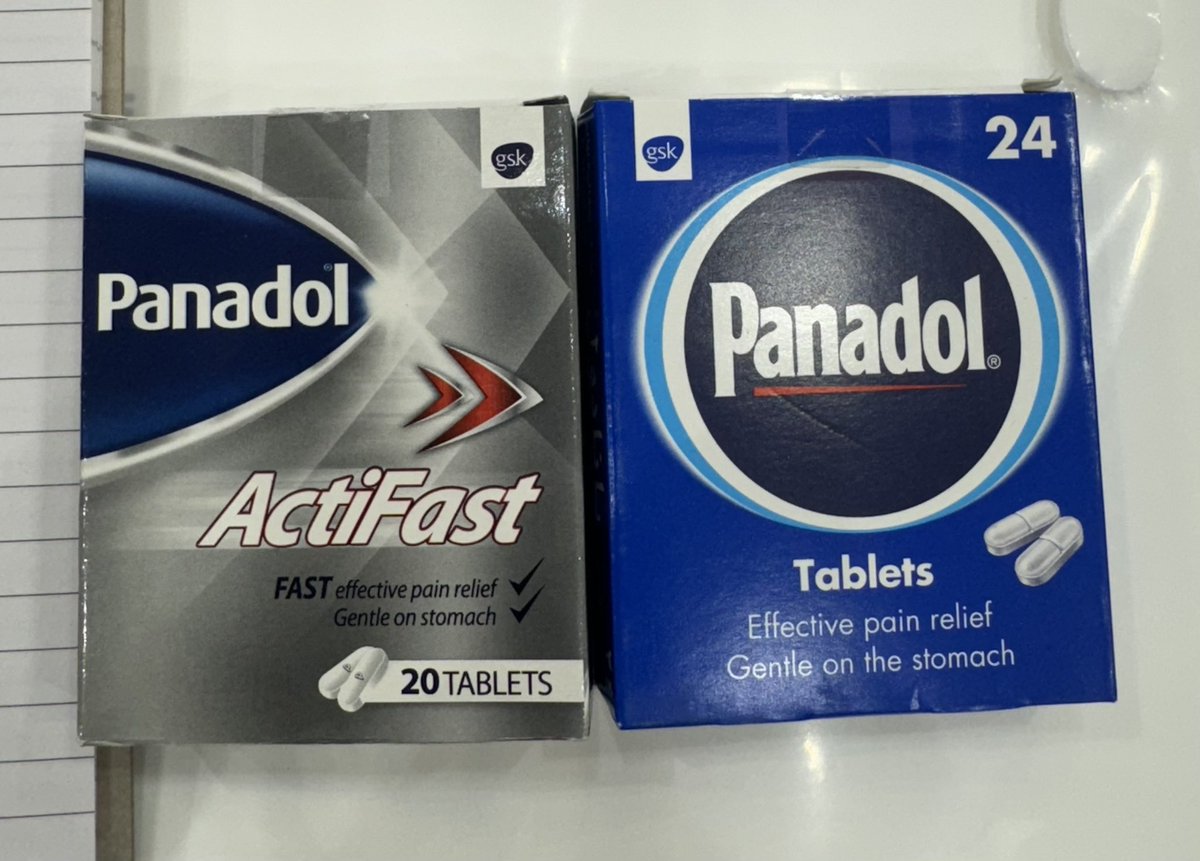 gsk
Panadol®
ActiFast
FAST effective pain relief
Gentle on stomach
20 TABLETS
gsk
24
Panadol®
Tablets
Effective pain relief
Gentle on the stomach